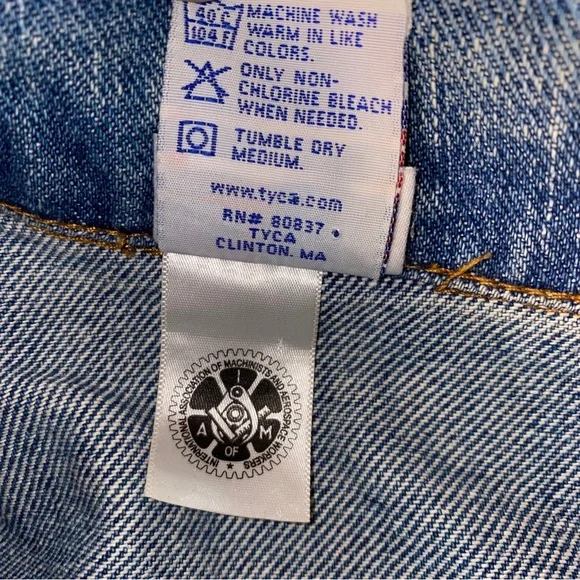 40 C MACHINE WASH
104 F WARM IN LIKE
COLORS.
ONLY NON-
CHLORINE BLEACH
WHEN NEEDED.
TUMBLE DRY
MEDIUM.
www.tyca.com
RN# 80837
TYCA
CLINTON, MA
INTERNATIONAL ASSOCIATION OF MACHINISTS AND AEROSPACE WORKERS
I
A M
OF